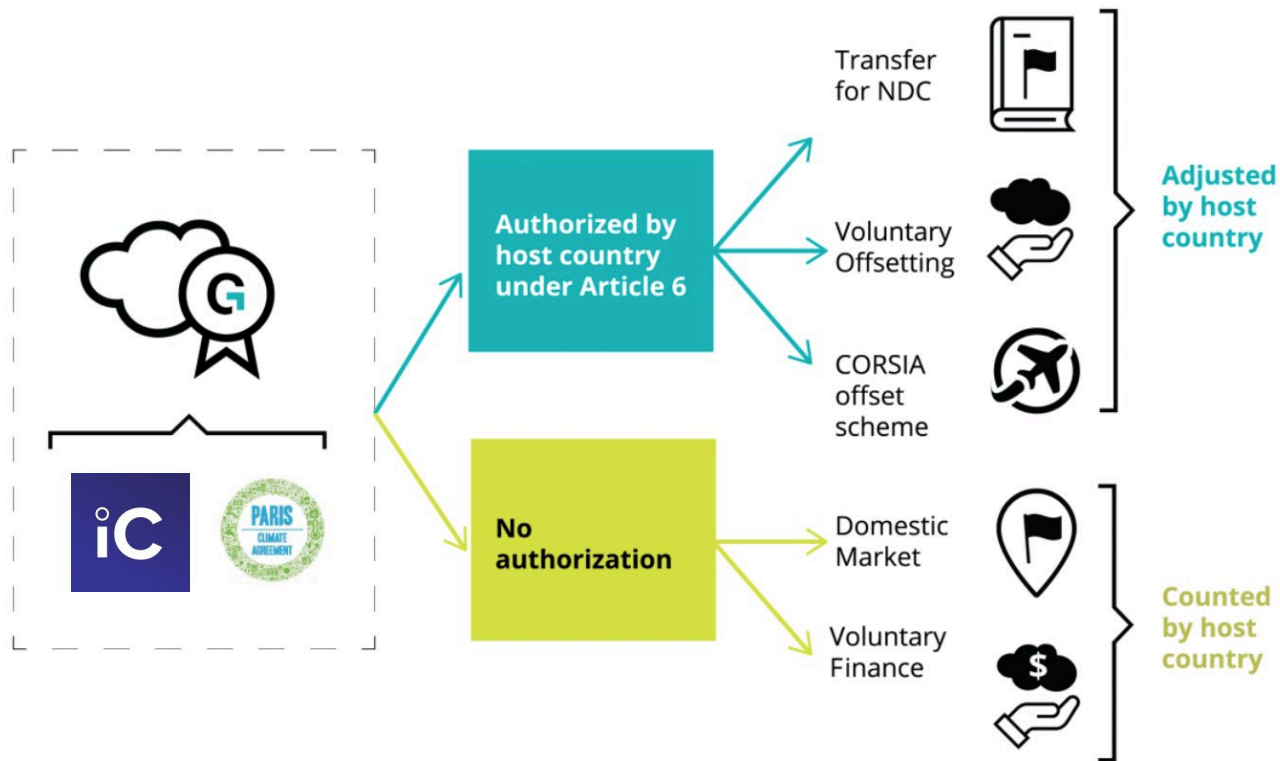 Transfer
for NDC
Authorized by
host country
under Article 6
Voluntary
Offsetting
Adjusted
by host
country
G
CORSIA
offset
scheme
iC
PARIS
CLIMATE
AGREEMENT
No
authorization
Domestic
Market
Voluntary
Finance
$
Counted
by host
country